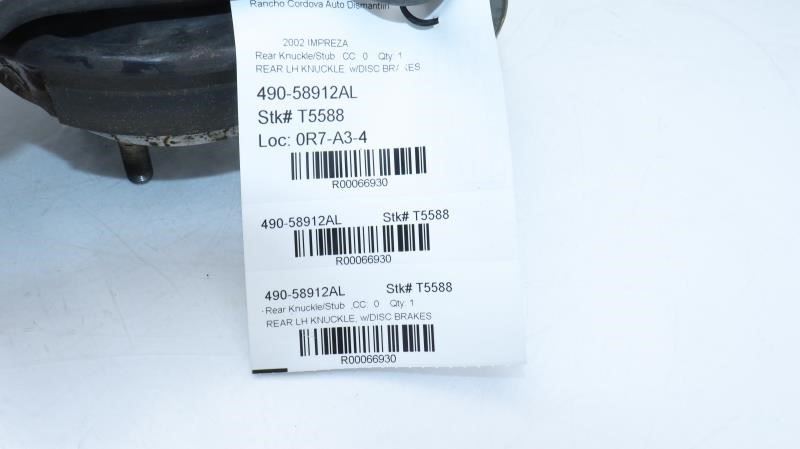 Rancho Cordova Auto Dismantlin
2002 IMPREZA
Rear Knuckle/Stub CC: 0 Qty: 1
REAR LH KNUCKLE, w/DISC BRAKES
490-58912AL
Stk# T5588
Loc: 0R7-A3-4
R00066930
490-58912AL Stk# T5588
R00066930
490-58912AL Stk# T5588
Rear Knuckle/Stub CC: 0 Qty: 1
REAR LH KNUCKLE, w/DISC BRAKES
R00066930